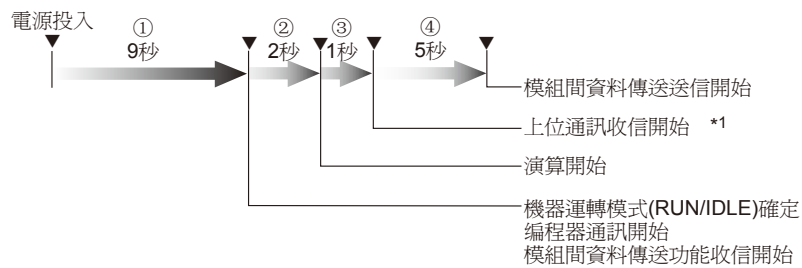 電源投入
① ② ③ ④
9秒 2秒 1秒 5秒
模組間資料傳送送信開始
上位通訊收信開始 *1
演算開始
機器運轉模式(RUN/IDLE)確定
编程器通訊開始
模組間資料傳送功能收信開始